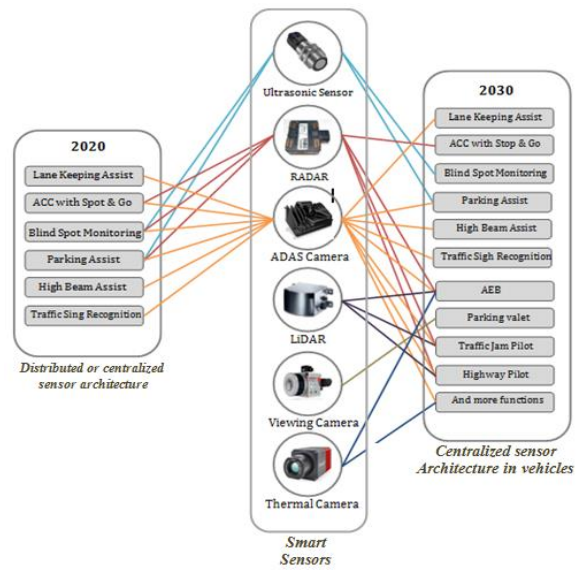 2020
Lane Keeping Assist
ACC with Spot & Go
Blind Spot Monitoring
Parking Assist
High Beam Assist
Traffic Sing Recognition
Distributed or centralized
sensor architecture
Ultrasonic Sensor
RADAR
ADAS Camera
LiDAR
Viewing Camera
Thermal Camera
Smart
Sensors
2030
Lane Keeping Assist
ACC with Stop & Go
Blind Spot Monitoring
Parking Assist
High Beam Assist
Traffic Sigh Recognition
AEB
Parking valet
Traffic Jam Pilot
Highway Pilot
And more functions
Centralized sensor
Architecture in vehicles